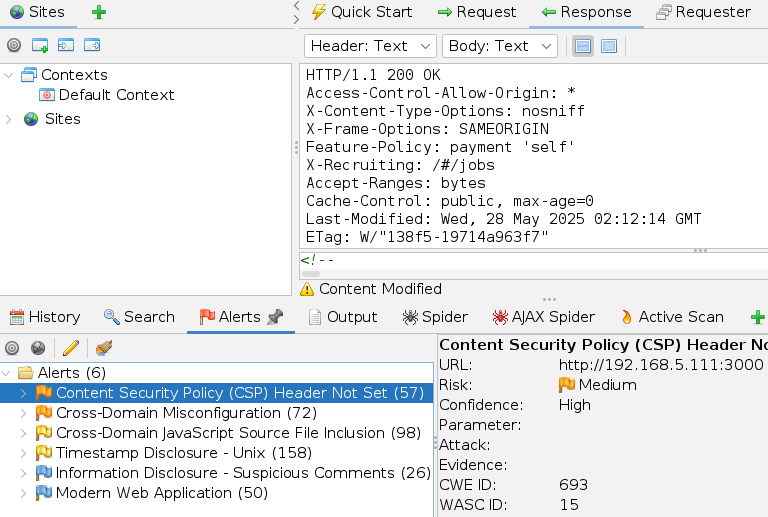 Sites
Quick Start
Request
Response
Requester
Header: Text
Body: Text
Contexts
Default Context
Sites
HTTP/1.1 200 OK
Access-Control-Allow-Origin: *
X-Content-Type-Options: nosniff
X-Frame-Options: SAMEORIGIN
Feature-Policy: payment 'self'
X-Recruiting: /#/jobs
Accept-Ranges: bytes
Cache-Control: public, max-age=0
Last-Modified: Wed, 28 May 2025 02:12:14 GMT
ETag: W/"138f5-19714a963f7"
<!--
Content Modified
History
Search
Alerts
Output
Spider
AJAX Spider
Active Scan
Alerts (6)
Content Security Policy (CSP) Header Not Set (57)
Cross-Domain Misconfiguration (72)
Cross-Domain JavaScript Source File Inclusion (98)
Timestamp Disclosure - Unix (158)
Information Disclosure - Suspicious Comments (26)
Modern Web Application (50)
Content Security Policy (CSP) Header No
URL: http://192.168.5.111:3000
Risk: Medium
Confidence: High
Parameter:
Attack:
Evidence:
CWE ID: 693
WASC ID: 15